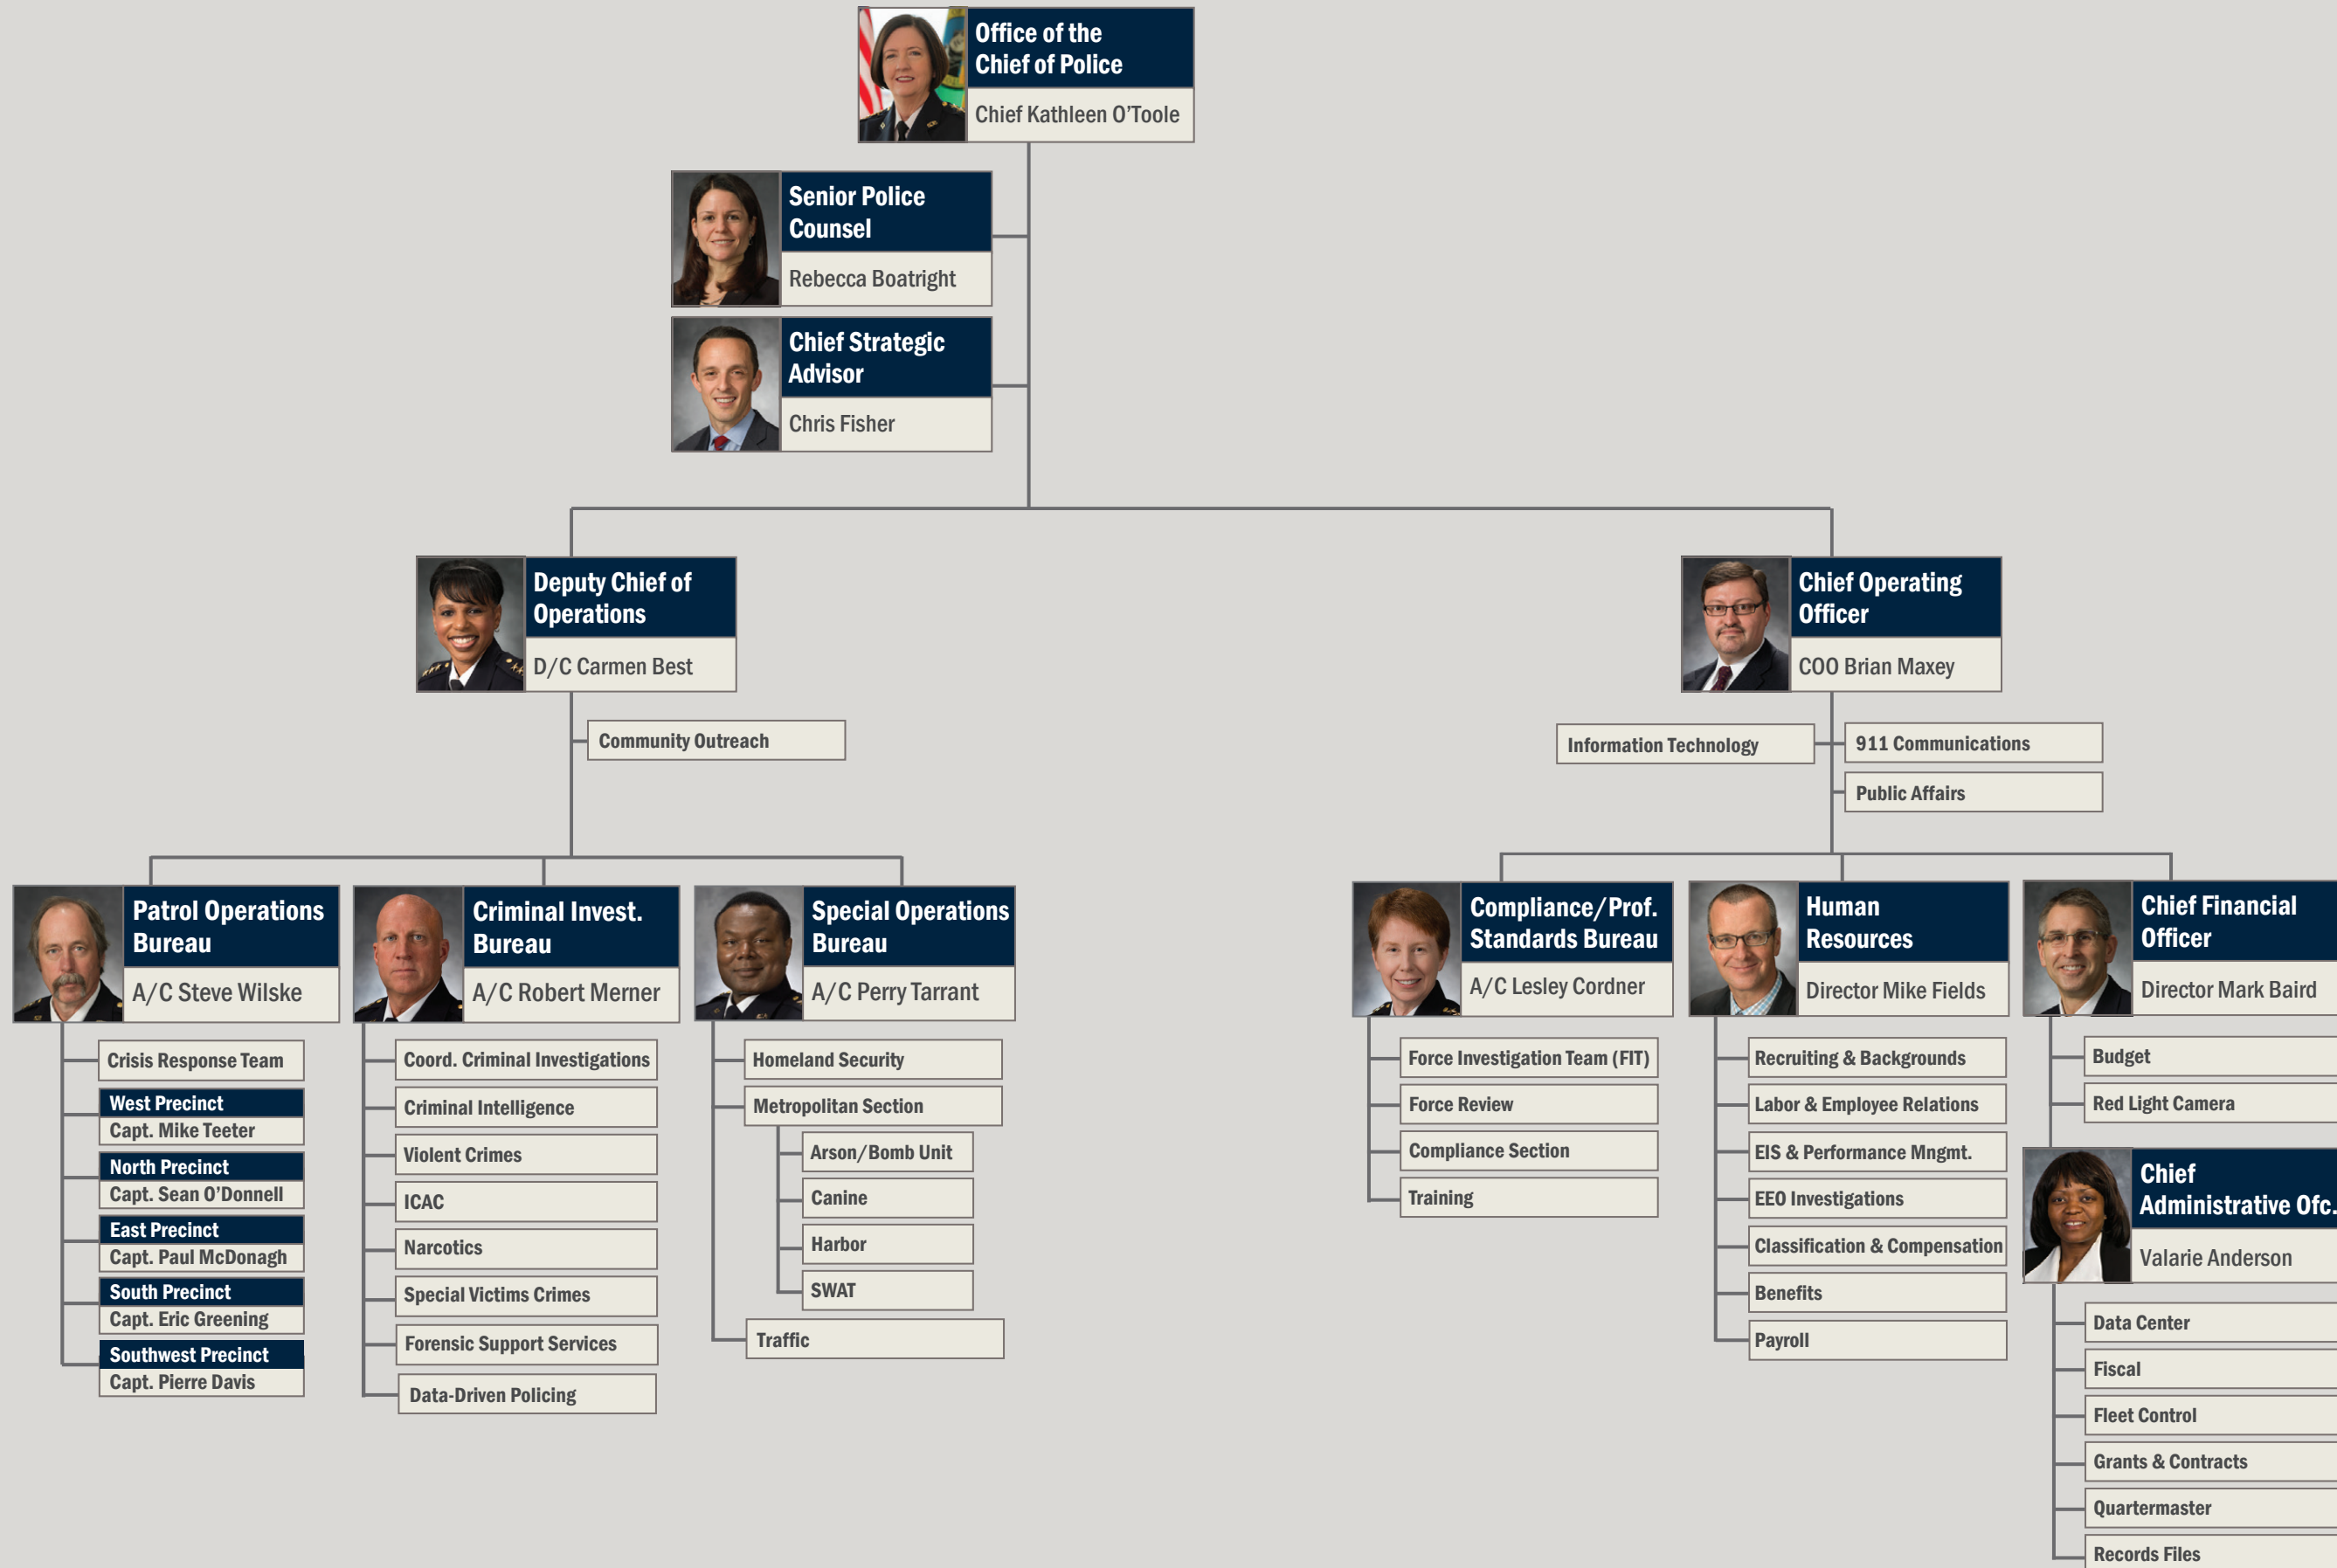 Office of the
Chief of Police
Chief Kathleen O'Toole
Senior Police
Counsel
Rebecca Boatright
Chief Strategic
Advisor
Chris Fisher
Deputy Chief of
Operations
D/C Carmen Best
Community Outreach
Chief Operating
Officer
COO Brian Maxey
Information Technology
911 Communications
Public Affairs
Patrol Operations
Bureau
A/C Steve Wilske
Crisis Response Team
West Precinct
Capt. Mike Teeter
North Precinct
Capt. Sean O'Donnell
East Precinct
Capt. Paul McDonagh
South Precinct
Capt. Eric Greening
Southwest Precinct
Capt. Pierre Davis
Criminal Invest.
Bureau
A/C Robert Merner
Coord. Criminal Investigations
Criminal Intelligence
Violent Crimes
ICAC
Narcotics
Special Victims Crimes
Forensic Support Services
Data-Driven Policing
Special Operations
Bureau
A/C Perry Tarrant
Homeland Security
Metropolitan Section
Arson/Bomb Unit
Canine
Harbor
SWAT
Traffic
Compliance/Prof.
Standards Bureau
A/C Lesley Cordner
Force Investigation Team (FIT)
Force Review
Compliance Section
Training
Human
Resources
Director Mike Fields
Recruiting & Backgrounds
Labor & Employee Relations
EIS & Performance Mngmt.
EEO Investigations
Classification & Compensation
Benefits
Payroll
Chief Financial
Officer
Director Mark Baird
Budget
Red Light Camera
Chief
Administrative Ofc.
Valarie Anderson
Data Center
Fiscal
Fleet Control
Grants & Contracts
Quartermaster
Records Files